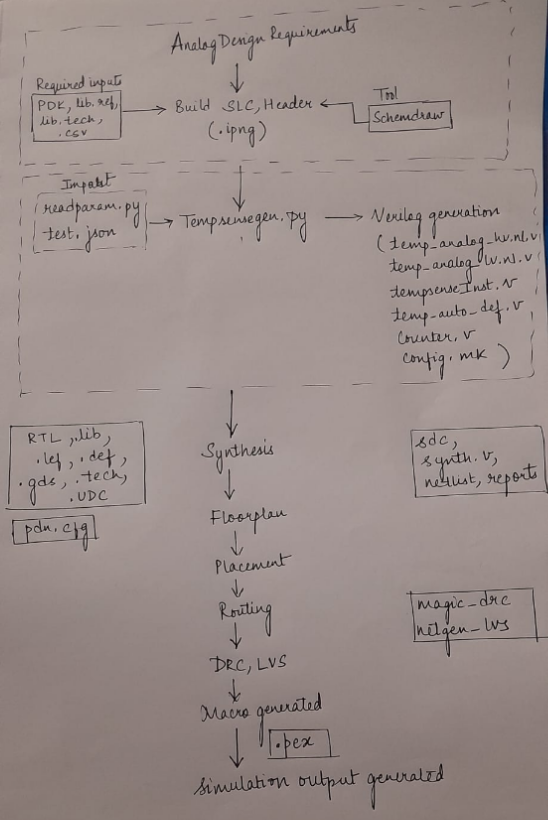 Analog Design Requirements
Required inputs
PDK, lib.ref,
lib.tech,
.csv
Build SLC, Header
(.ipng)
Tool
Schemdraw
readparam.py
test.json
Tempsensegen.py
Verilog generation
(temp_analog_hv.nl.v
temp_analog_lv.nl.v
tempsenseInst.v
temp_auto_def.v
Counter.v
config.mk )
RTL, .lib,
.lef, .def,
.gds, .tech,
.UDC
pdn.cfg
Synthesis
sdc,
synth.v,
netlist, reports
Floorplan
Placement
Routing
magic_drc
netgen_lvs
DRC, LVS
Macro generated
.pex
Simulation output generated